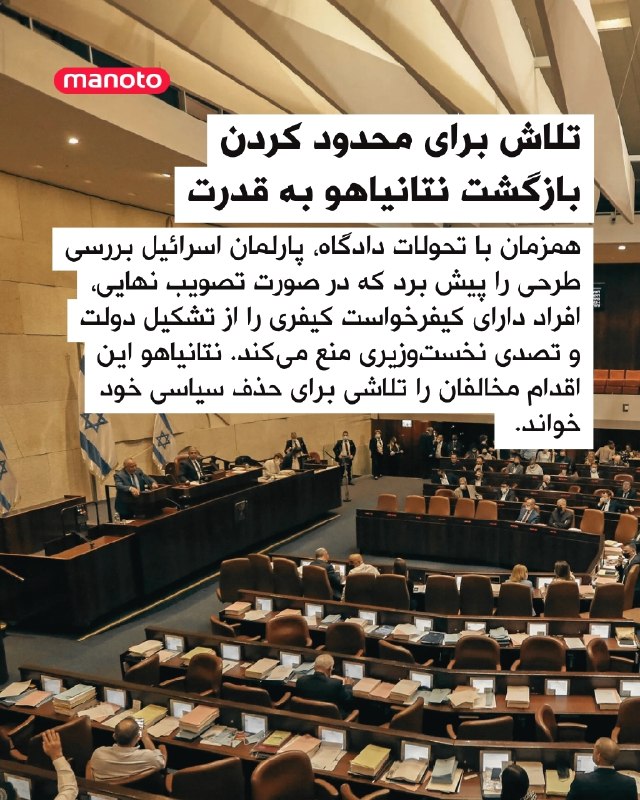 manoto
تلاش برای محدود کردن
بازگشت نتانیاهو به قدرت
همزمان با تحولات دادگاه، پارلمان اسرائیل بررسی
طرحی را پیش برد که در صورت تصویب نهایی،
افراد دارای کیفرخواست کیفری را از تشکیل دولت
و تصدی نخست‌وزیری منع می‌کند. نتانیاهو این
اقدام مخالفان را تلاشی برای حذف سیاسی خود
خواند.